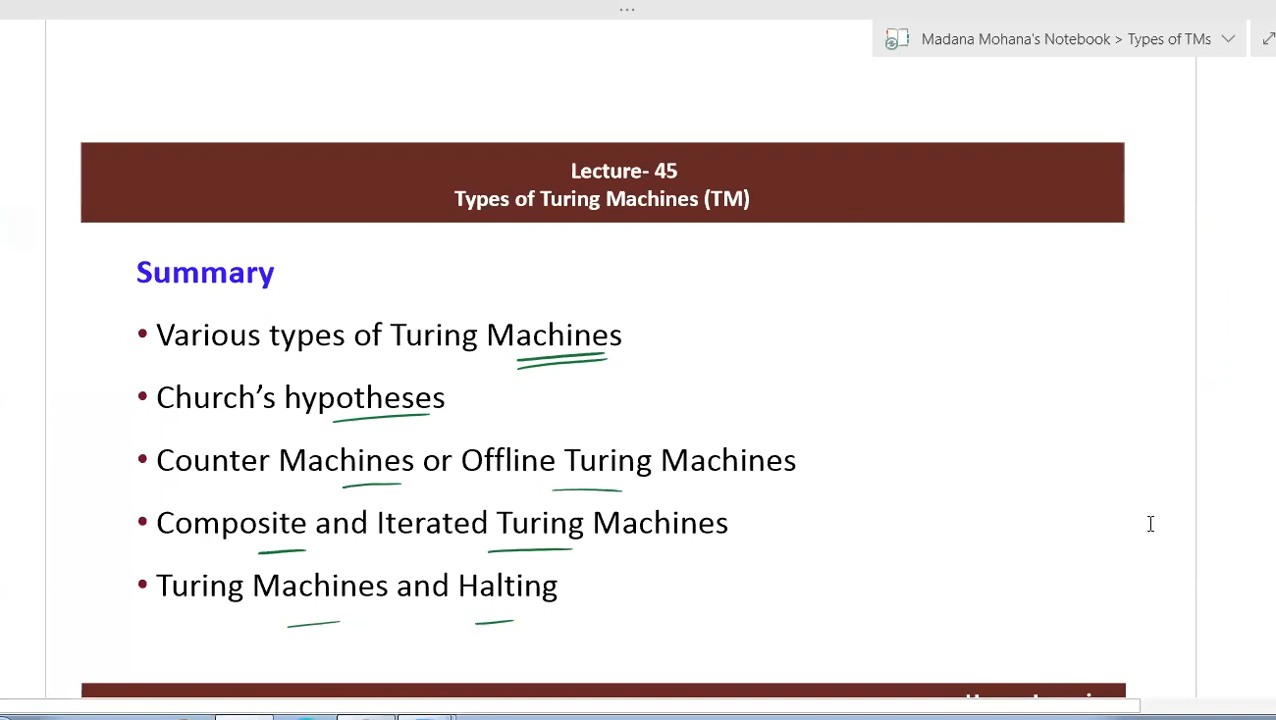 ...
Madana Mohana's Notebook > Types of TMs
Lecture- 45
Types of Turing Machines (TM)
Summary
• Various types of Turing Machines
• Church’s hypotheses
• Counter Machines or Offline Turing Machines
• Composite and Iterated Turing Machines
• Turing Machines and Halting